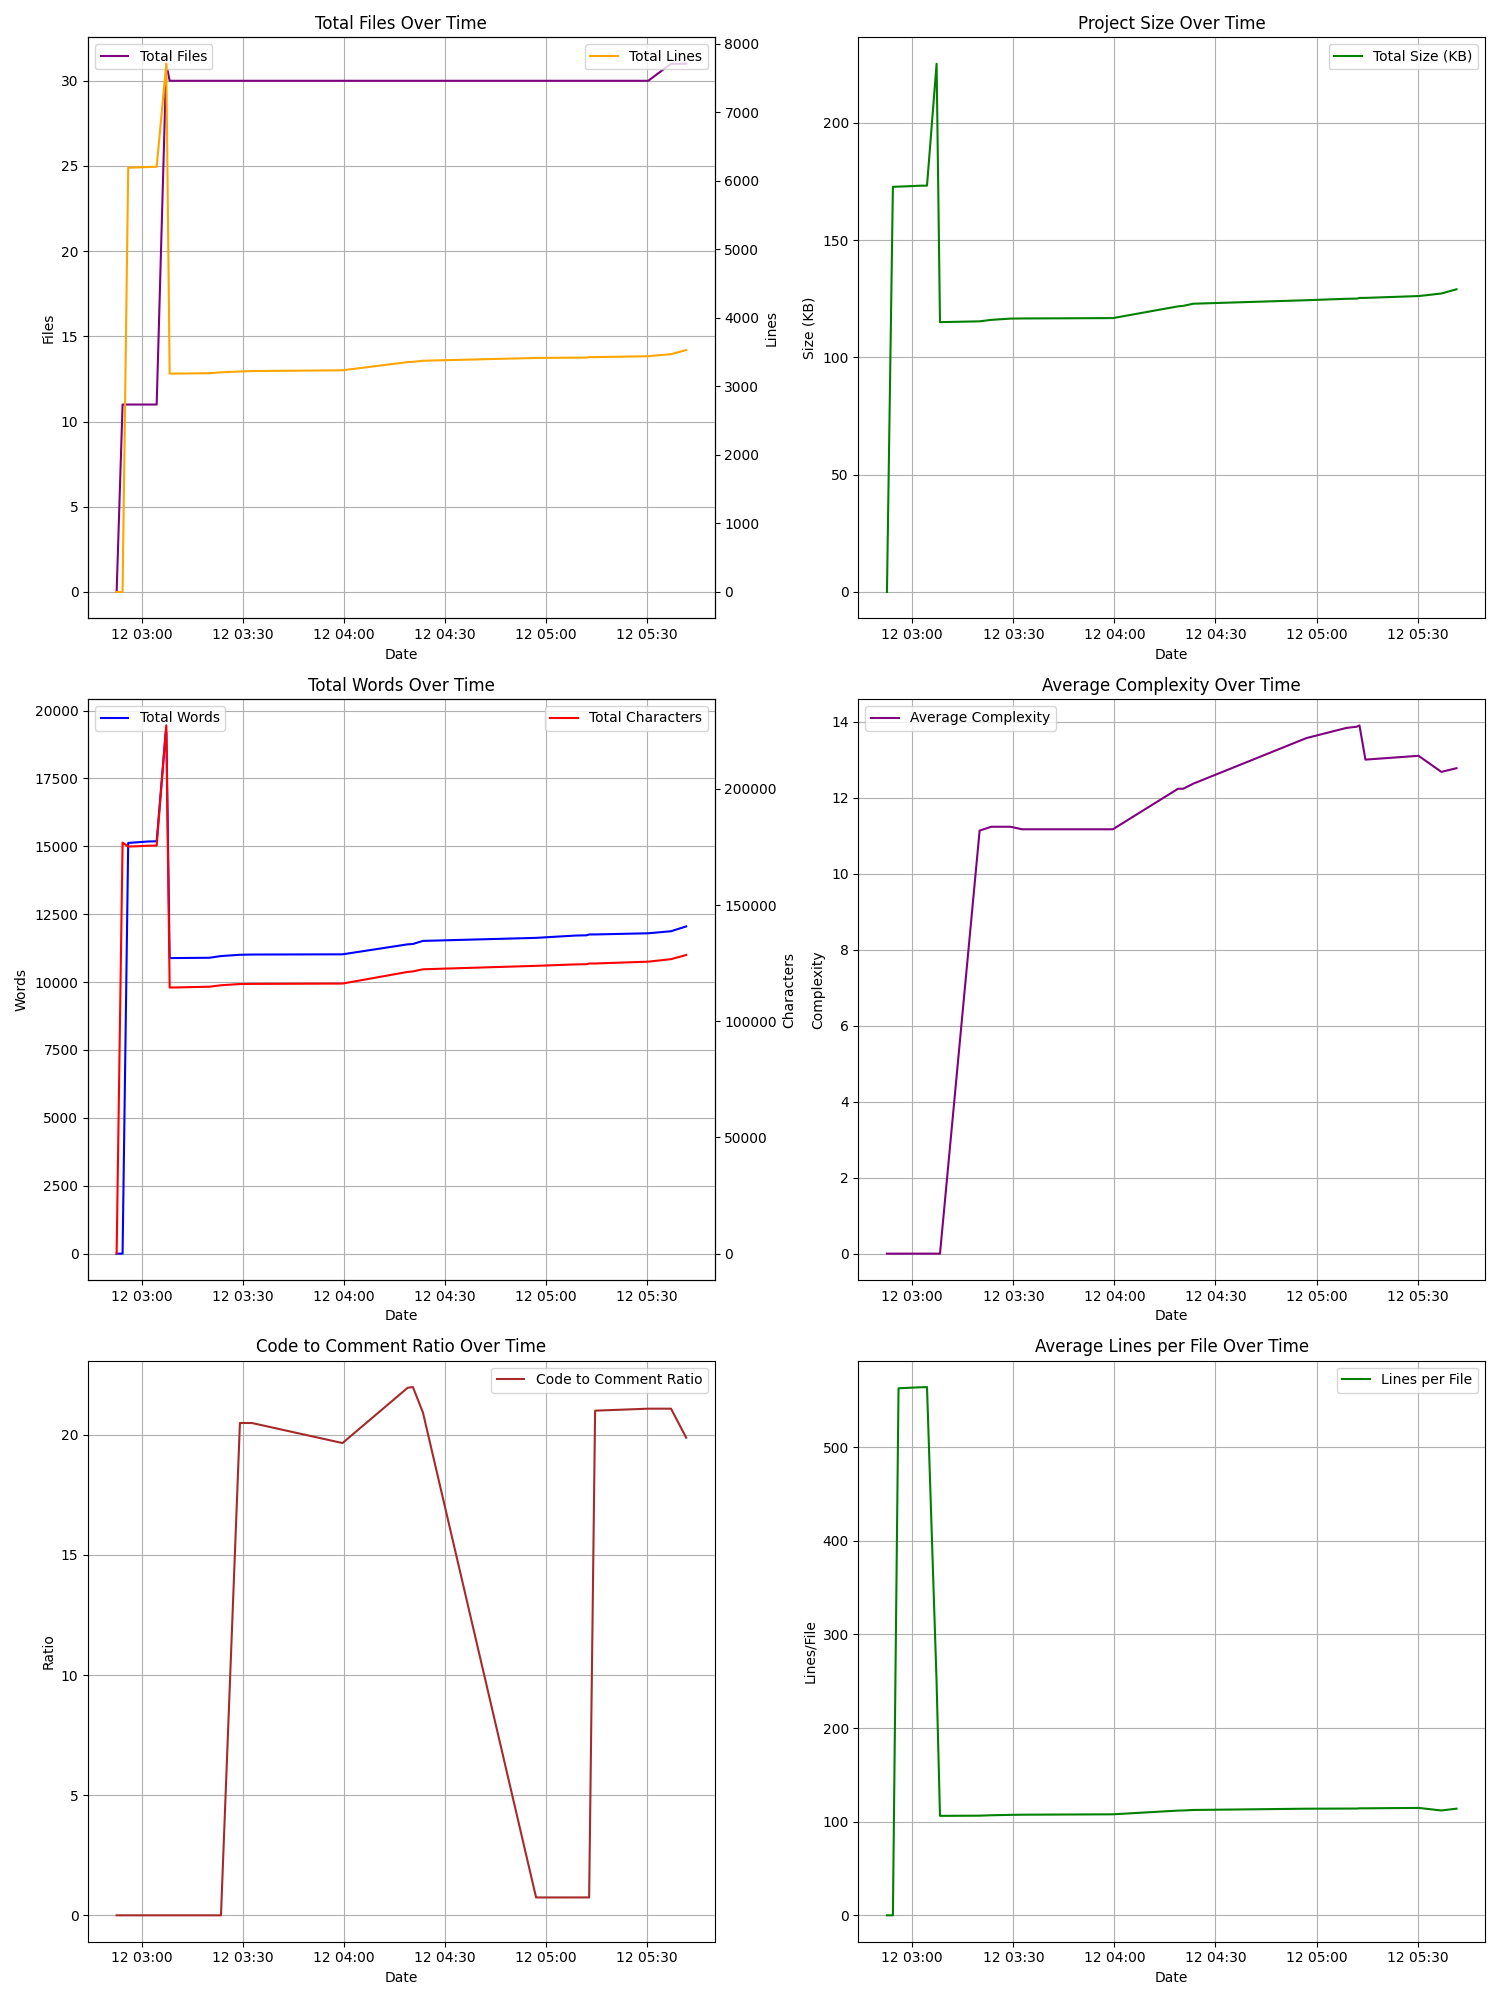 Total Files Over Time
Total Files
Total Lines
30
25
20
15
10
5
0
Files
8000
7000
6000
5000
4000
3000
2000
1000
0
Lines
12 03:00 12 03:30 12 04:00 12 04:30 12 05:00 12 05:30
Date
Project Size Over Time
Total Size (KB)
200
150
100
50
0
Size (KB)
12 03:00 12 03:30 12 04:00 12 04:30 12 05:00 12 05:30
Date
Total Words Over Time
Total Words
Total Characters
20000
17500
15000
12500
10000
7500
5000
2500
0
Words
200000
150000
100000
50000
0
Characters
12 03:00 12 03:30 12 04:00 12 04:30 12 05:00 12 05:30
Date
Average Complexity Over Time
Average Complexity
14
12
10
8
6
4
2
0
Complexity
12 03:00 12 03:30 12 04:00 12 04:30 12 05:00 12 05:30
Date
Code to Comment Ratio Over Time
Code to Comment Ratio
20
15
10
5
0
Ratio
12 03:00 12 03:30 12 04:00 12 04:30 12 05:00 12 05:30
Date
Average Lines per File Over Time
Lines per File
500
400
300
200
100
0
Lines/File
12 03:00 12 03:30 12 04:00 12 04:30 12 05:00 12 05:30
Date